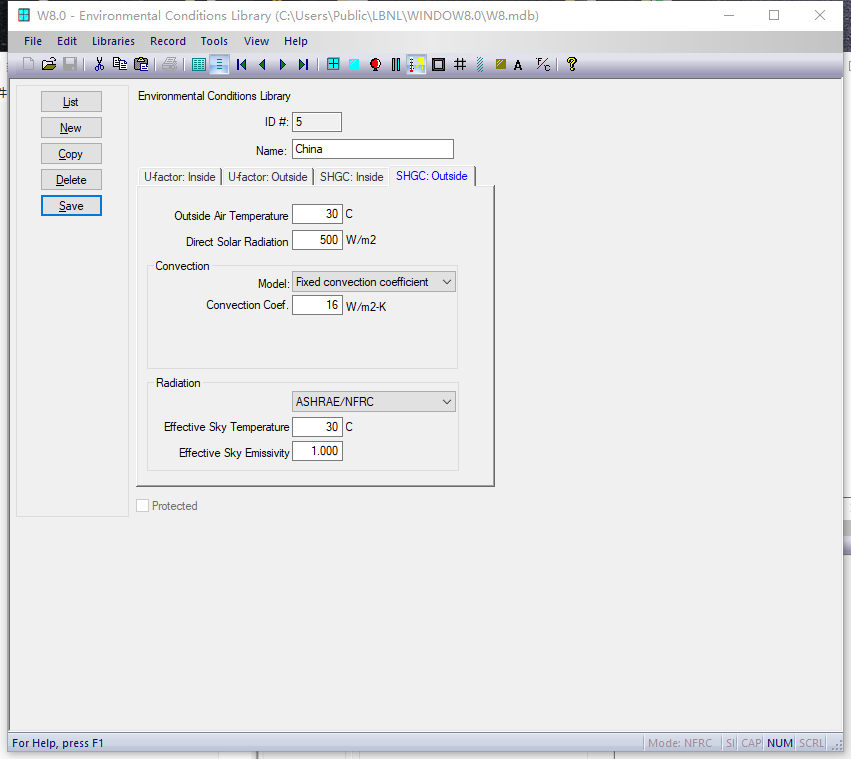 W8.0 - Environmental Conditions Library (C:\Users\Public\LBNL\WINDOW8.0\W8.mdb)
File Edit Libraries Record Tools View Help
A °F/C ?
件
List
New
Copy
Delete
Save
Environmental Conditions Library
ID #: 5
Name: China
U-factor: Inside U-factor: Outside SHGC: Inside SHGC: Outside
Outside Air Temperature 30 C
Direct Solar Radiation 500 W/m2
Convection
Model: Fixed convection coefficient
Convection Coef. 16 W/m2-K
Radiation
ASHRAE/NFRC
Effective Sky Temperature 30 C
Effective Sky Emissivity 1.000
Protected
For Help, press F1 Mode: NFRC SI CAP NUM SCRL